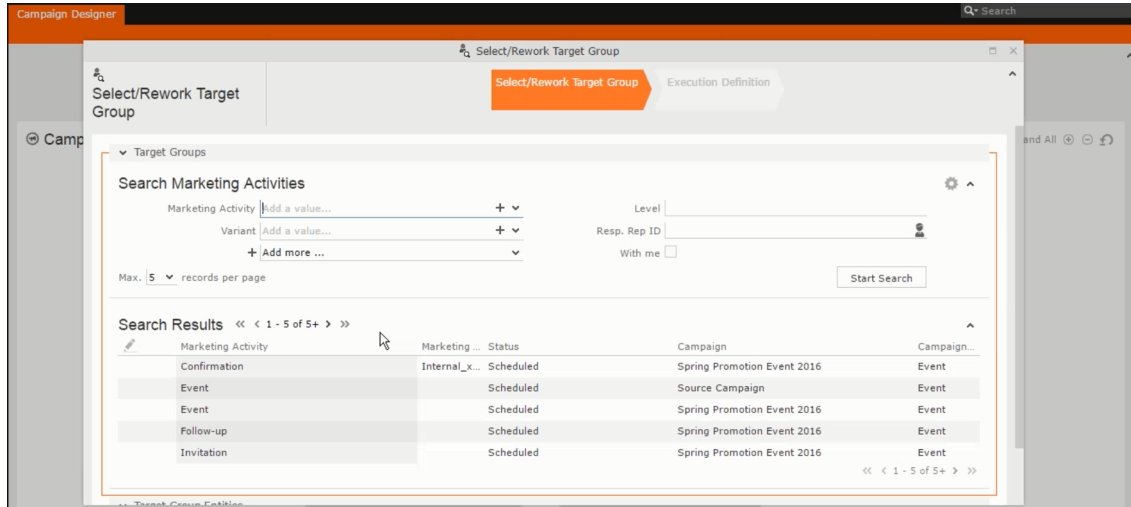 Campaign Designer
Search
Select/Rework Target Group
Select/Rework Target
Group
Select/Rework Target Group
Execution Definition
Camp
and All
Target Groups
Search Marketing Activities
Marketing Activity Add a value...
Level
Variant Add a value...
Resp. Rep ID
+ Add more ...
With me
Max. 5 records per page
Start Search
Search Results « < 1 - 5 of 5+ > »
Marketing Activity Marketing ... Status Campaign Campaign...
Confirmation Internal_x... Scheduled Spring Promotion Event 2016 Event
Event Scheduled Source Campaign Event
Event Scheduled Spring Promotion Event 2016 Event
Follow-up Scheduled Spring Promotion Event 2016 Event
Invitation Scheduled Spring Promotion Event 2016 Event
« < 1 - 5 of 5+ > »
Target Group Entities